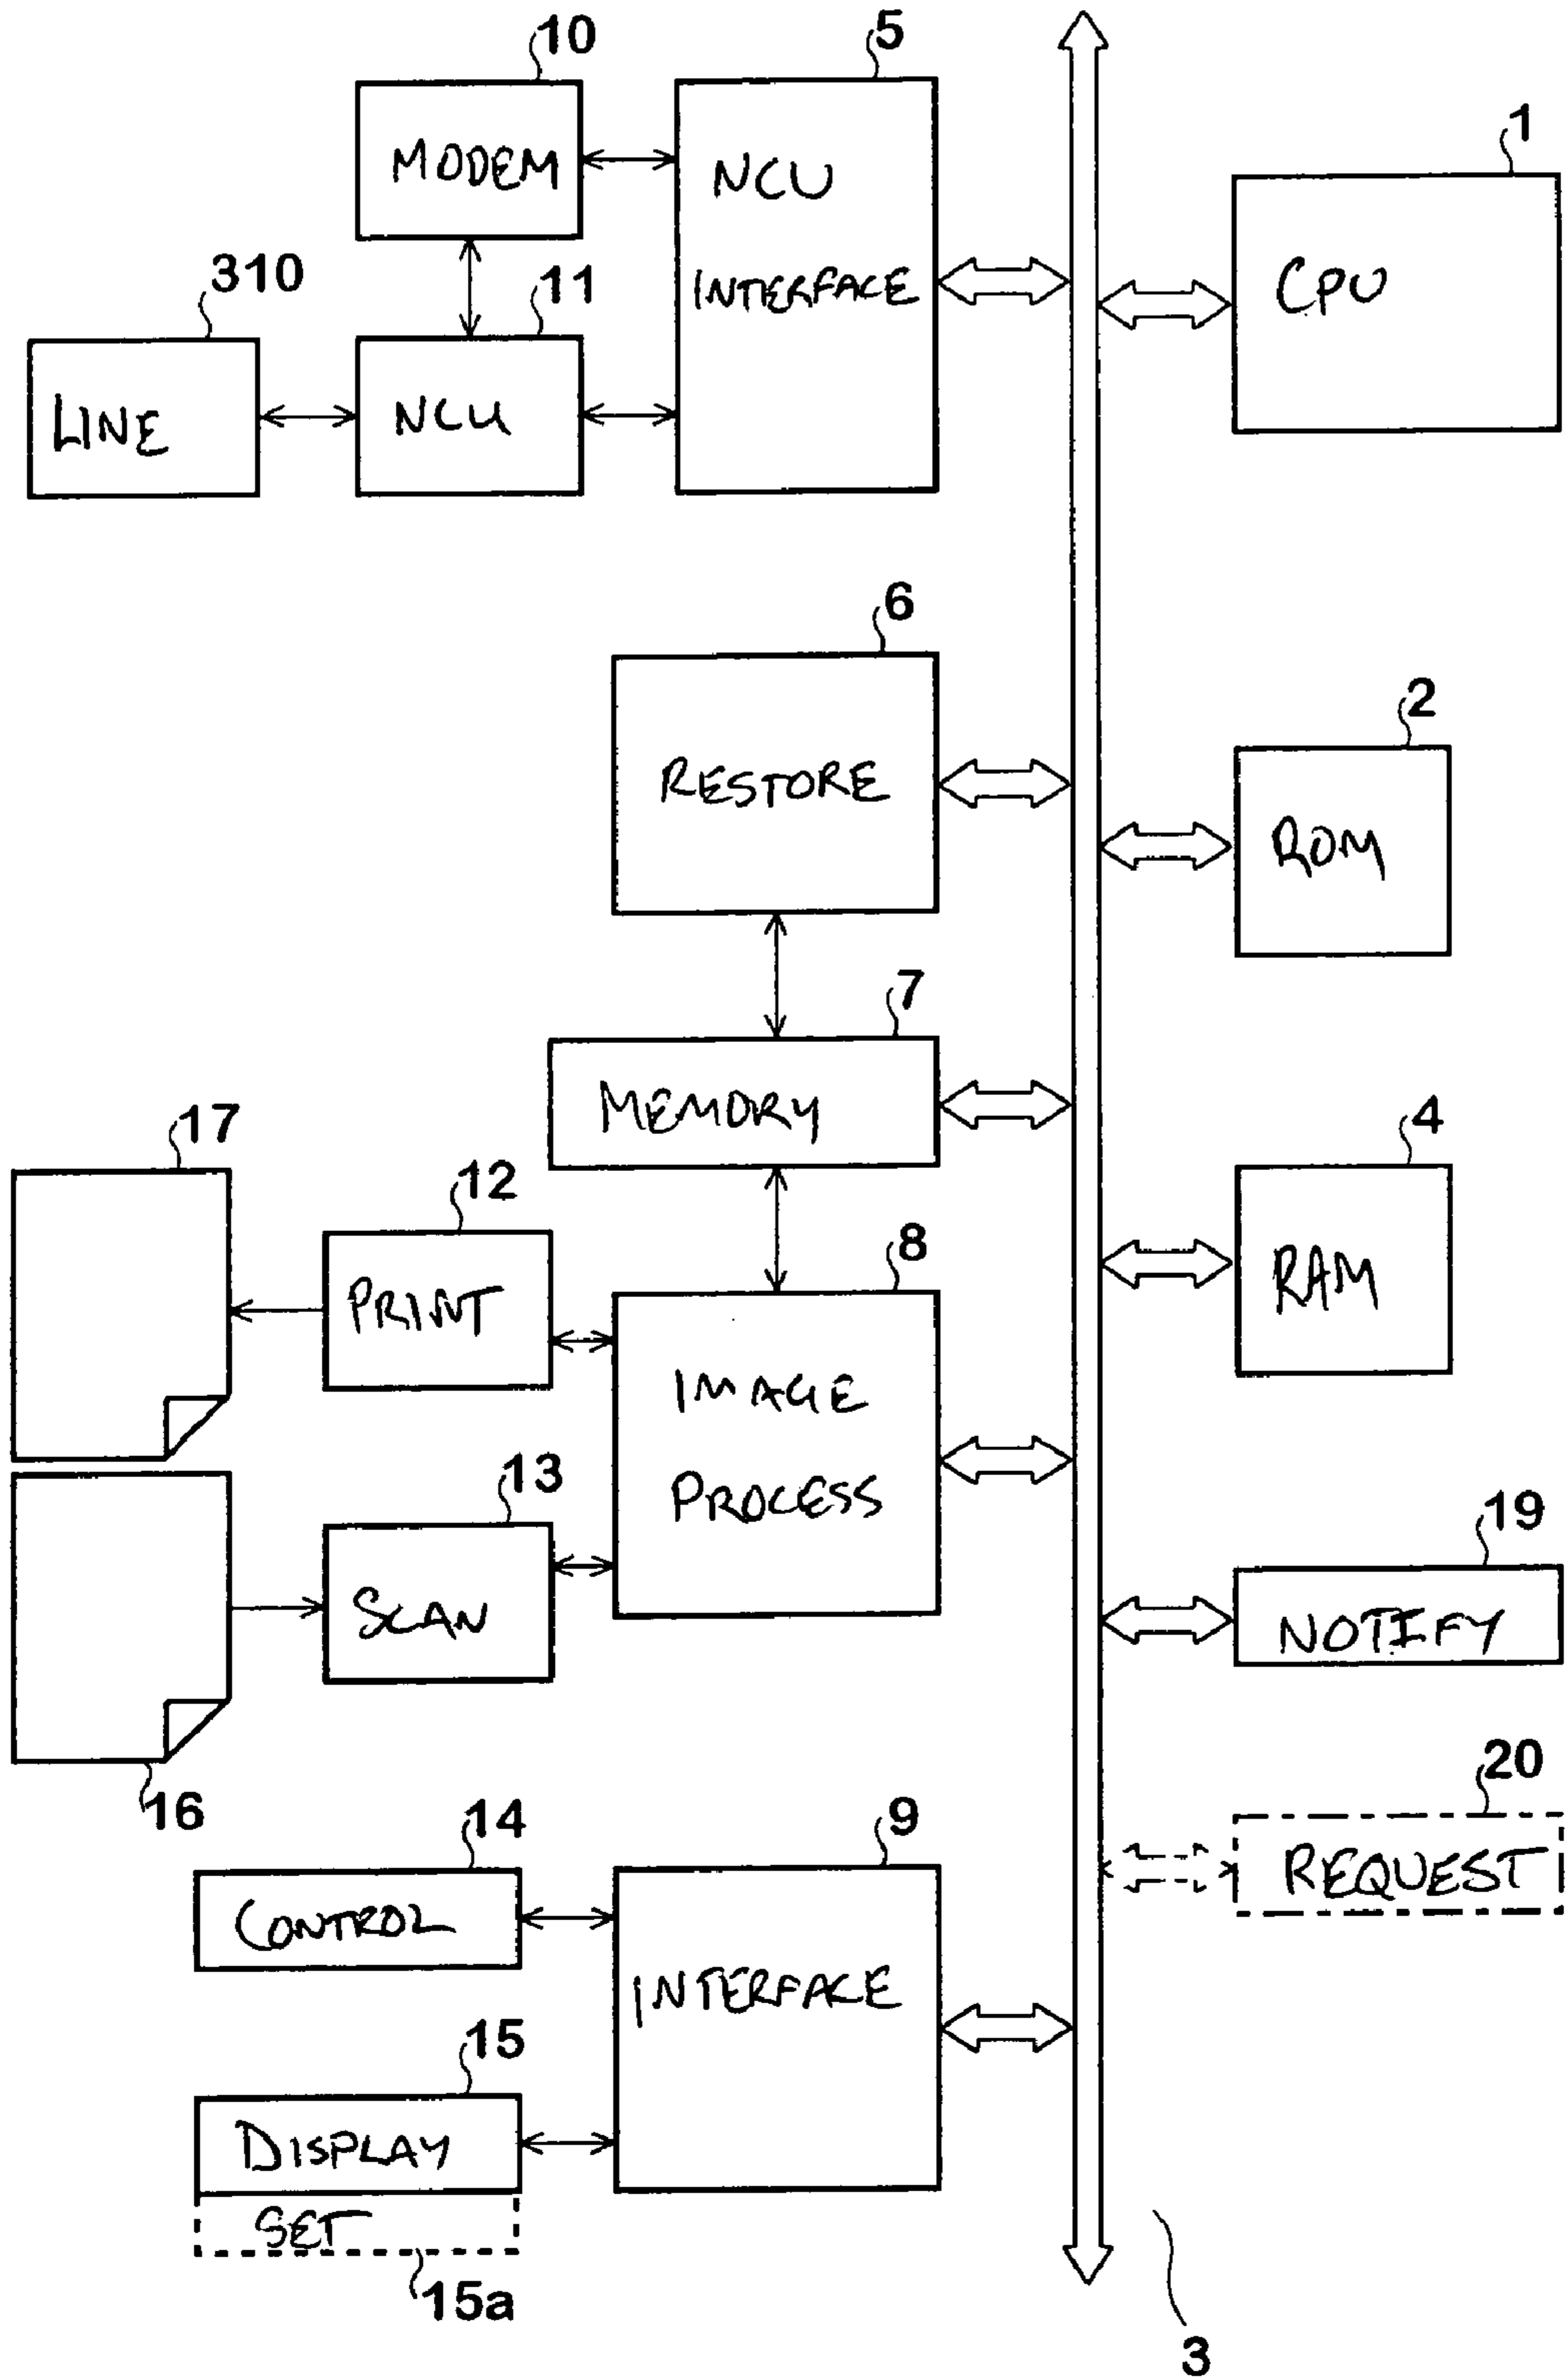 10
5
1
MODEM
NCU
INTERFACE
CPU
310
11
LINE
NCU
6
2
RESTORE
ROM
7
4
MEMORY
17
12
8
RAM
PRINT
IMAGE
PROCESS
13
19
SCAN
NOTIFY
16
20
14
9
REQUEST
CONTROL
INTERFACE
15
DISPLAY
SET
15a
3